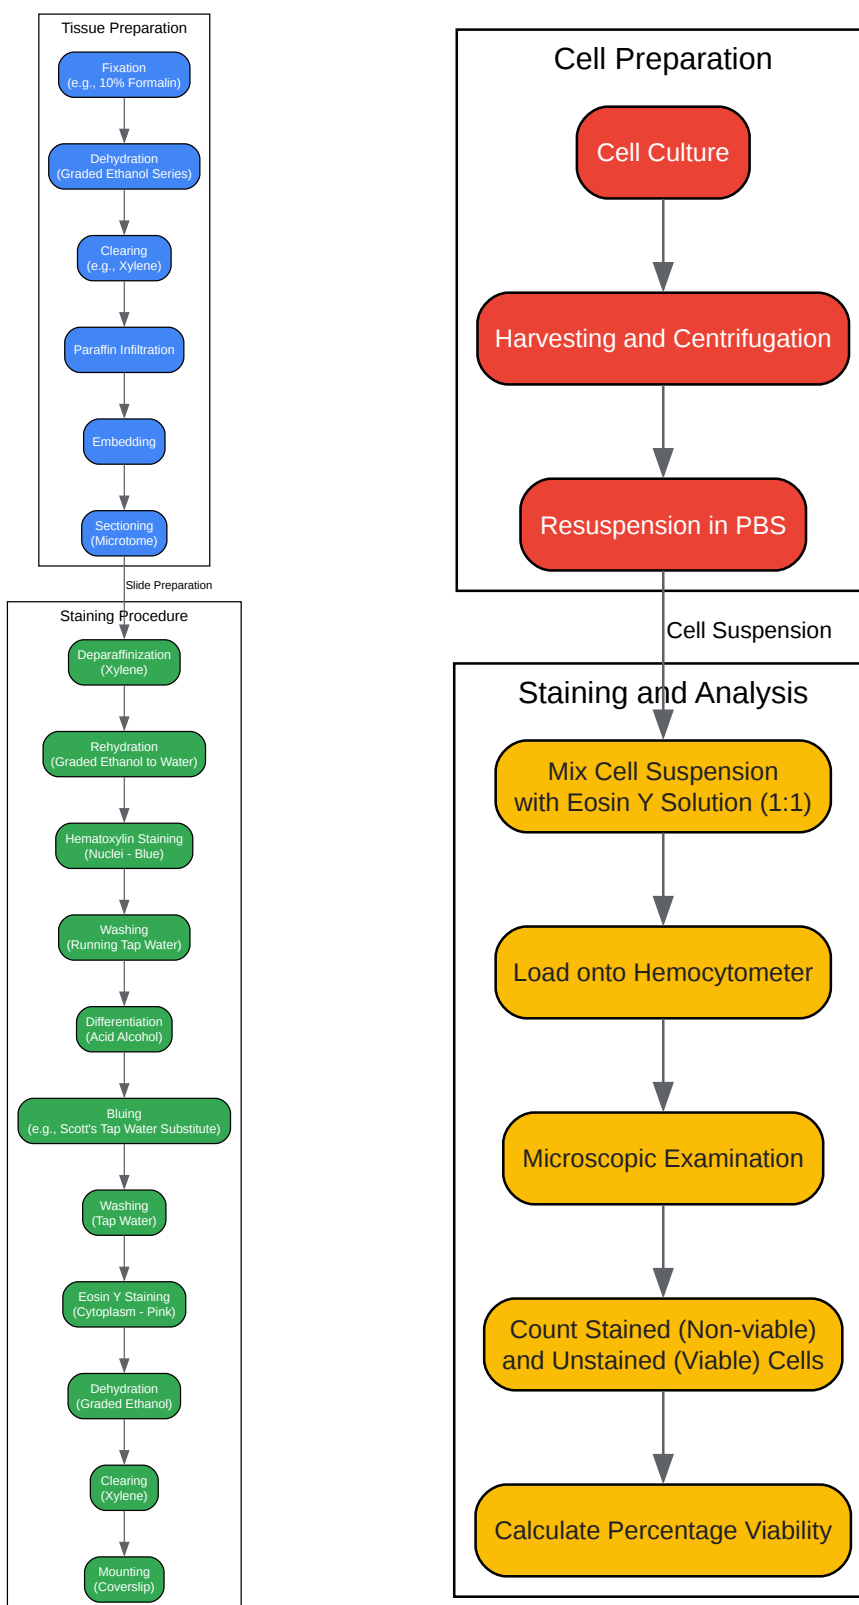 Tissue Preparation
Fixation
(e.g., 10% Formalin)
Dehydration
(Graded Ethanol Series)
Clearing
(e.g., Xylene)
Paraffin Infiltration
Embedding
Sectioning
(Microtome)
Slide Preparation
Staining Procedure
Deparaffinization
(Xylene)
Rehydration
(Graded Ethanol to Water)
Hematoxylin Staining
(Nuclei - Blue)
Washing
(Running Tap Water)
Differentiation
(Acid Alcohol)
Bluing
(e.g., Scott's Tap Water Substitute)
Washing
(Tap Water)
Eosin Y Staining
(Cytoplasm - Pink)
Dehydration
(Graded Ethanol)
Clearing
(Xylene)
Mounting
(Coverslip)
Cell Preparation
Cell Culture
Harvesting and Centrifugation
Resuspension in PBS
Cell Suspension
Staining and Analysis
Mix Cell Suspension
with Eosin Y Solution (1:1)
Load onto Hemocytometer
Microscopic Examination
Count Stained (Non-viable)
and Unstained (Viable) Cells
Calculate Percentage Viability